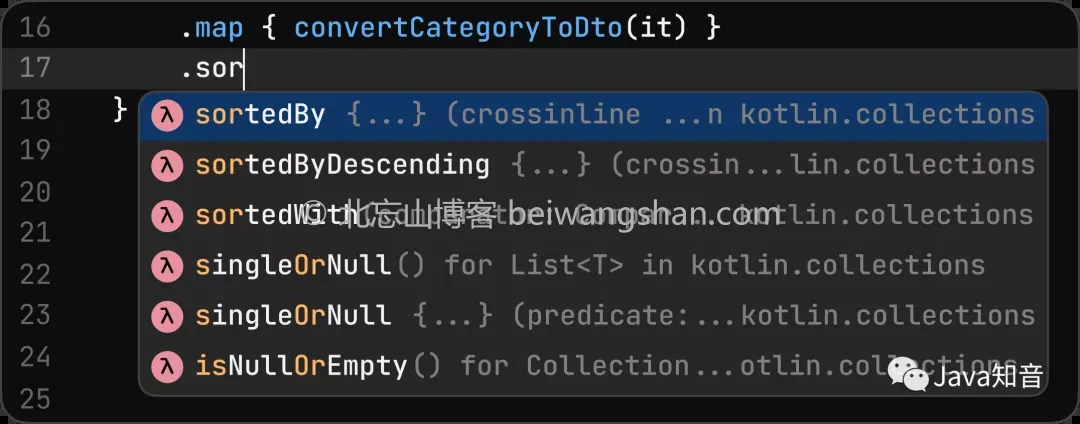 16 .map { convertCategoryToDto(it) }
17 .sor
18 }
λ sortedBy {...} (crossinline ...n kotlin.collections
19
λ sortedByDescending {...} (crossin...lin.collections
20
λ sortedWith kotlin.collections
© 北忘山博客 beiwangshan.com
21
22
λ singleOrNull() for List<T> in kotlin.collections
23
λ singleOrNull {...} (predicate:...kotlin.collections
24
λ isNullOrEmpty() for Collection...otlin.collections
Java知音
25